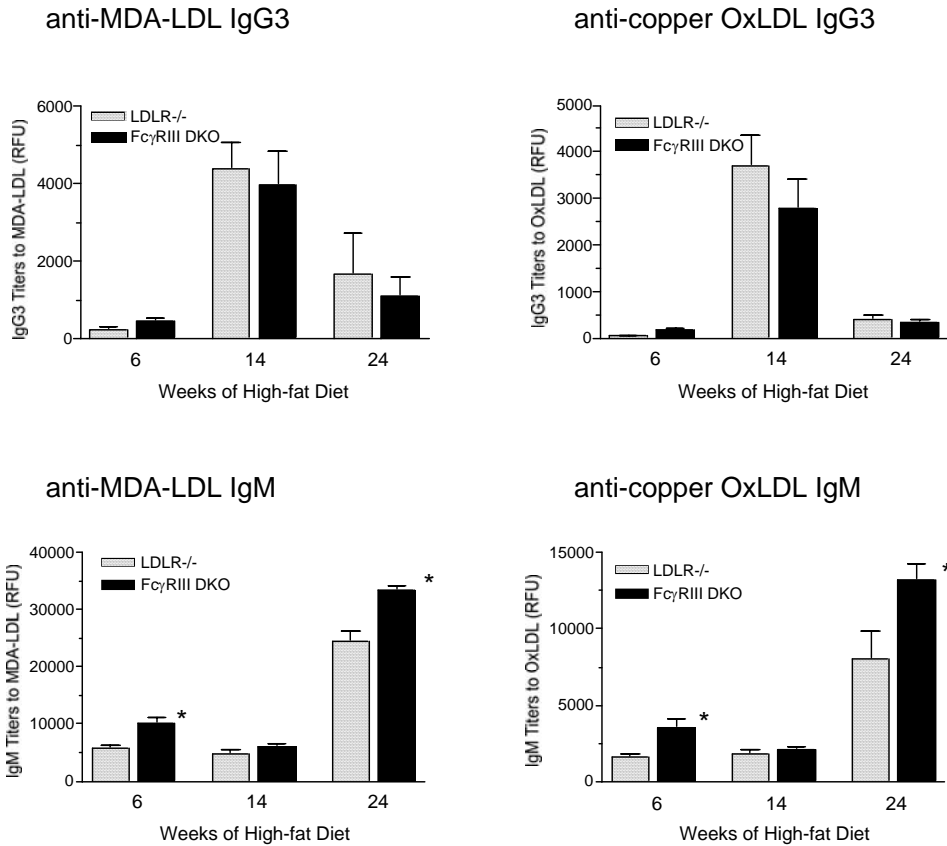 anti-MDA-LDL IgG3
6000
4000
2000
0
IgG3 Titers to MDA-LDL (RFU)
LDLR-/-
FcγRIII DKO
6 14 24
Weeks of High-fat Diet
anti-copper OxLDL IgG3
5000
4000
3000
2000
1000
0
IgG3 Titers to OxLDL (RFU)
LDLR-/-
FcγRIII DKO
6 14 24
Weeks of High-fat Diet
anti-MDA-LDL IgM
40000
30000
20000
10000
0
IgM Titers to MDA-LDL (RFU)
LDLR-/-
FcγRIII DKO
*
*
6 14 24
Weeks of High-fat Diet
anti-copper OxLDL IgM
15000
10000
5000
0
IgM Titers to OxLDL (RFU)
LDLR-/-
FcγRIII DKO
*
*
6 14 24
Weeks of High-fat Diet